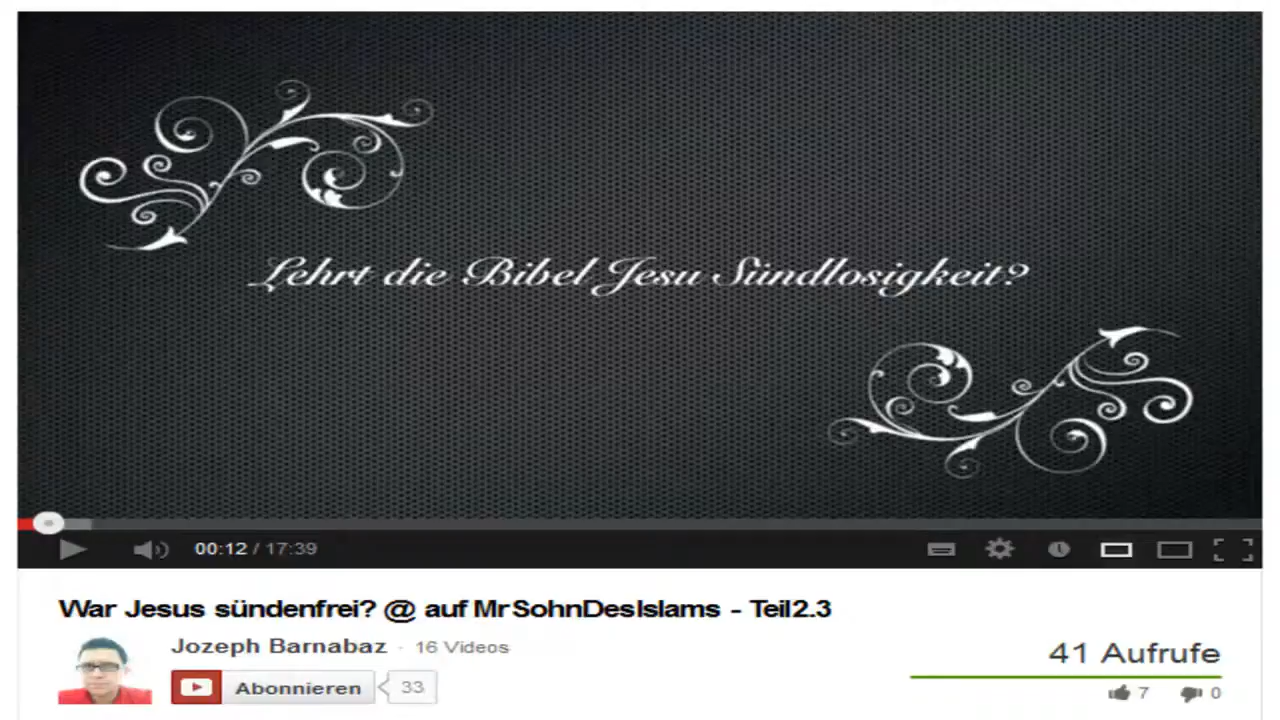 Lehrt die Bibel Jesu Sündlosigkeit?
00:12 / 17:39
War Jesus sündenfrei? @ auf MrSohnDesIslams - Teil2.3
Jozeph Barnabaz · 16 Videos
Abonnieren 33
41 Aufrufe
7 0